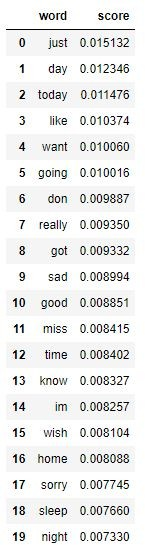 word score
0 just 0.015132
1 day 0.012346
2 today 0.011476
3 like 0.010374
4 want 0.010060
5 going 0.010016
6 don 0.009887
7 really 0.009350
8 got 0.009332
9 sad 0.008994
10 good 0.008851
11 miss 0.008415
12 time 0.008402
13 know 0.008327
14 im 0.008257
15 wish 0.008104
16 home 0.008088
17 sorry 0.007745
18 sleep 0.007660
19 night 0.007330